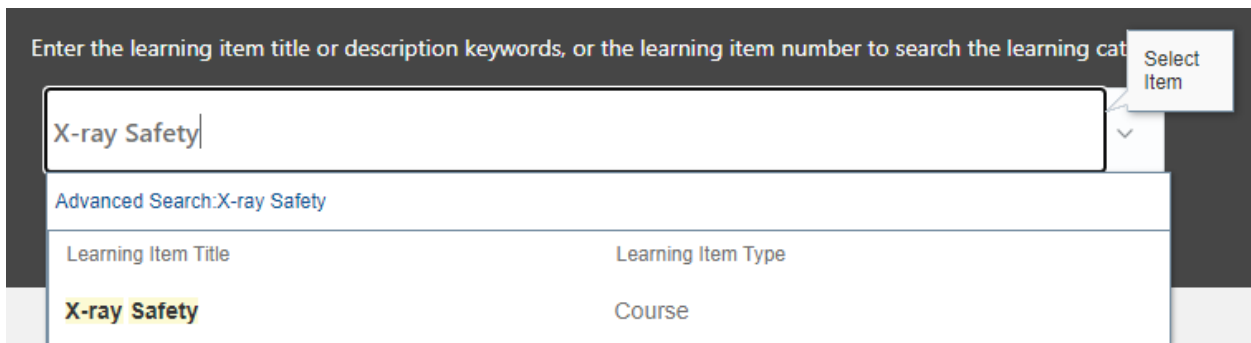 Enter the learning item title or description keywords, or the learning item number to search the learning cat
Select
Item
X-ray Safety
Advanced Search:X-ray Safety
Learning Item Title Learning Item Type
X-ray Safety Course